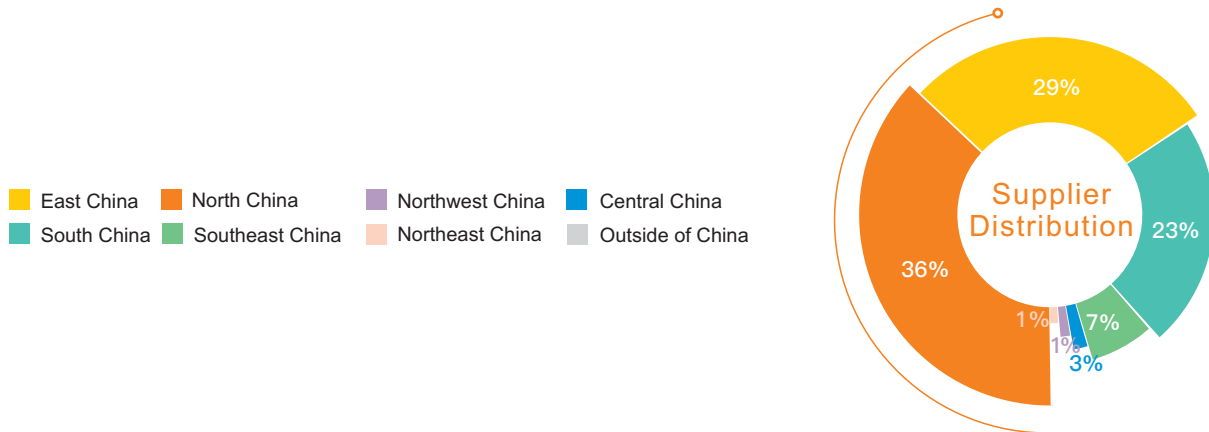 East China North China Northwest China Central China
South China Southeast China Northeast China Outside of China
29%
Supplier
Distribution
23%
36%
1%
7%
1%
3%